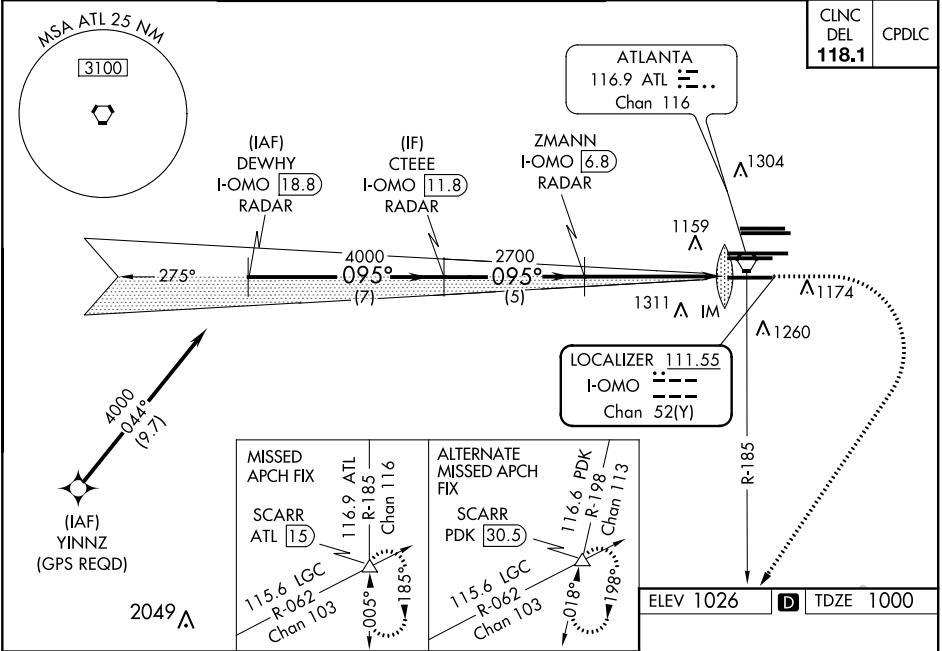 MSA ATL 25 NM
3100
CLNC
DEL
118.1
CPDLC
ATLANTA
116.9 ATL
Chan 116
(IAF)
DEWHY
I-OMO 18.8
RADAR
(IF)
CTEEE
I-OMO 11.8
RADAR
ZMANN
I-OMO 6.8
RADAR
1304
1159
275°
4000
095°
(7)
2700
095°
(5)
1311
IM
1174
1260
LOCALIZER 111.55
I-OMO
Chan 52(Y)
4000
044°
(9.7)
(IAF)
YINNZ
(GPS REQD)
2049
MISSED
APCH FIX
SCARR
ATL 15
116.9 ATL
R-185
Chan 116
115.6 LGC
R-062
Chan 103
005°
185°
ALTERNATE
MISSED APCH
FIX
SCARR
PDK 30.5
116.6 PDK
R-198
Chan 113
115.6 LGC
R-062
Chan 103
018°
198°
R-185
ELEV 1026
D
TDZE 1000